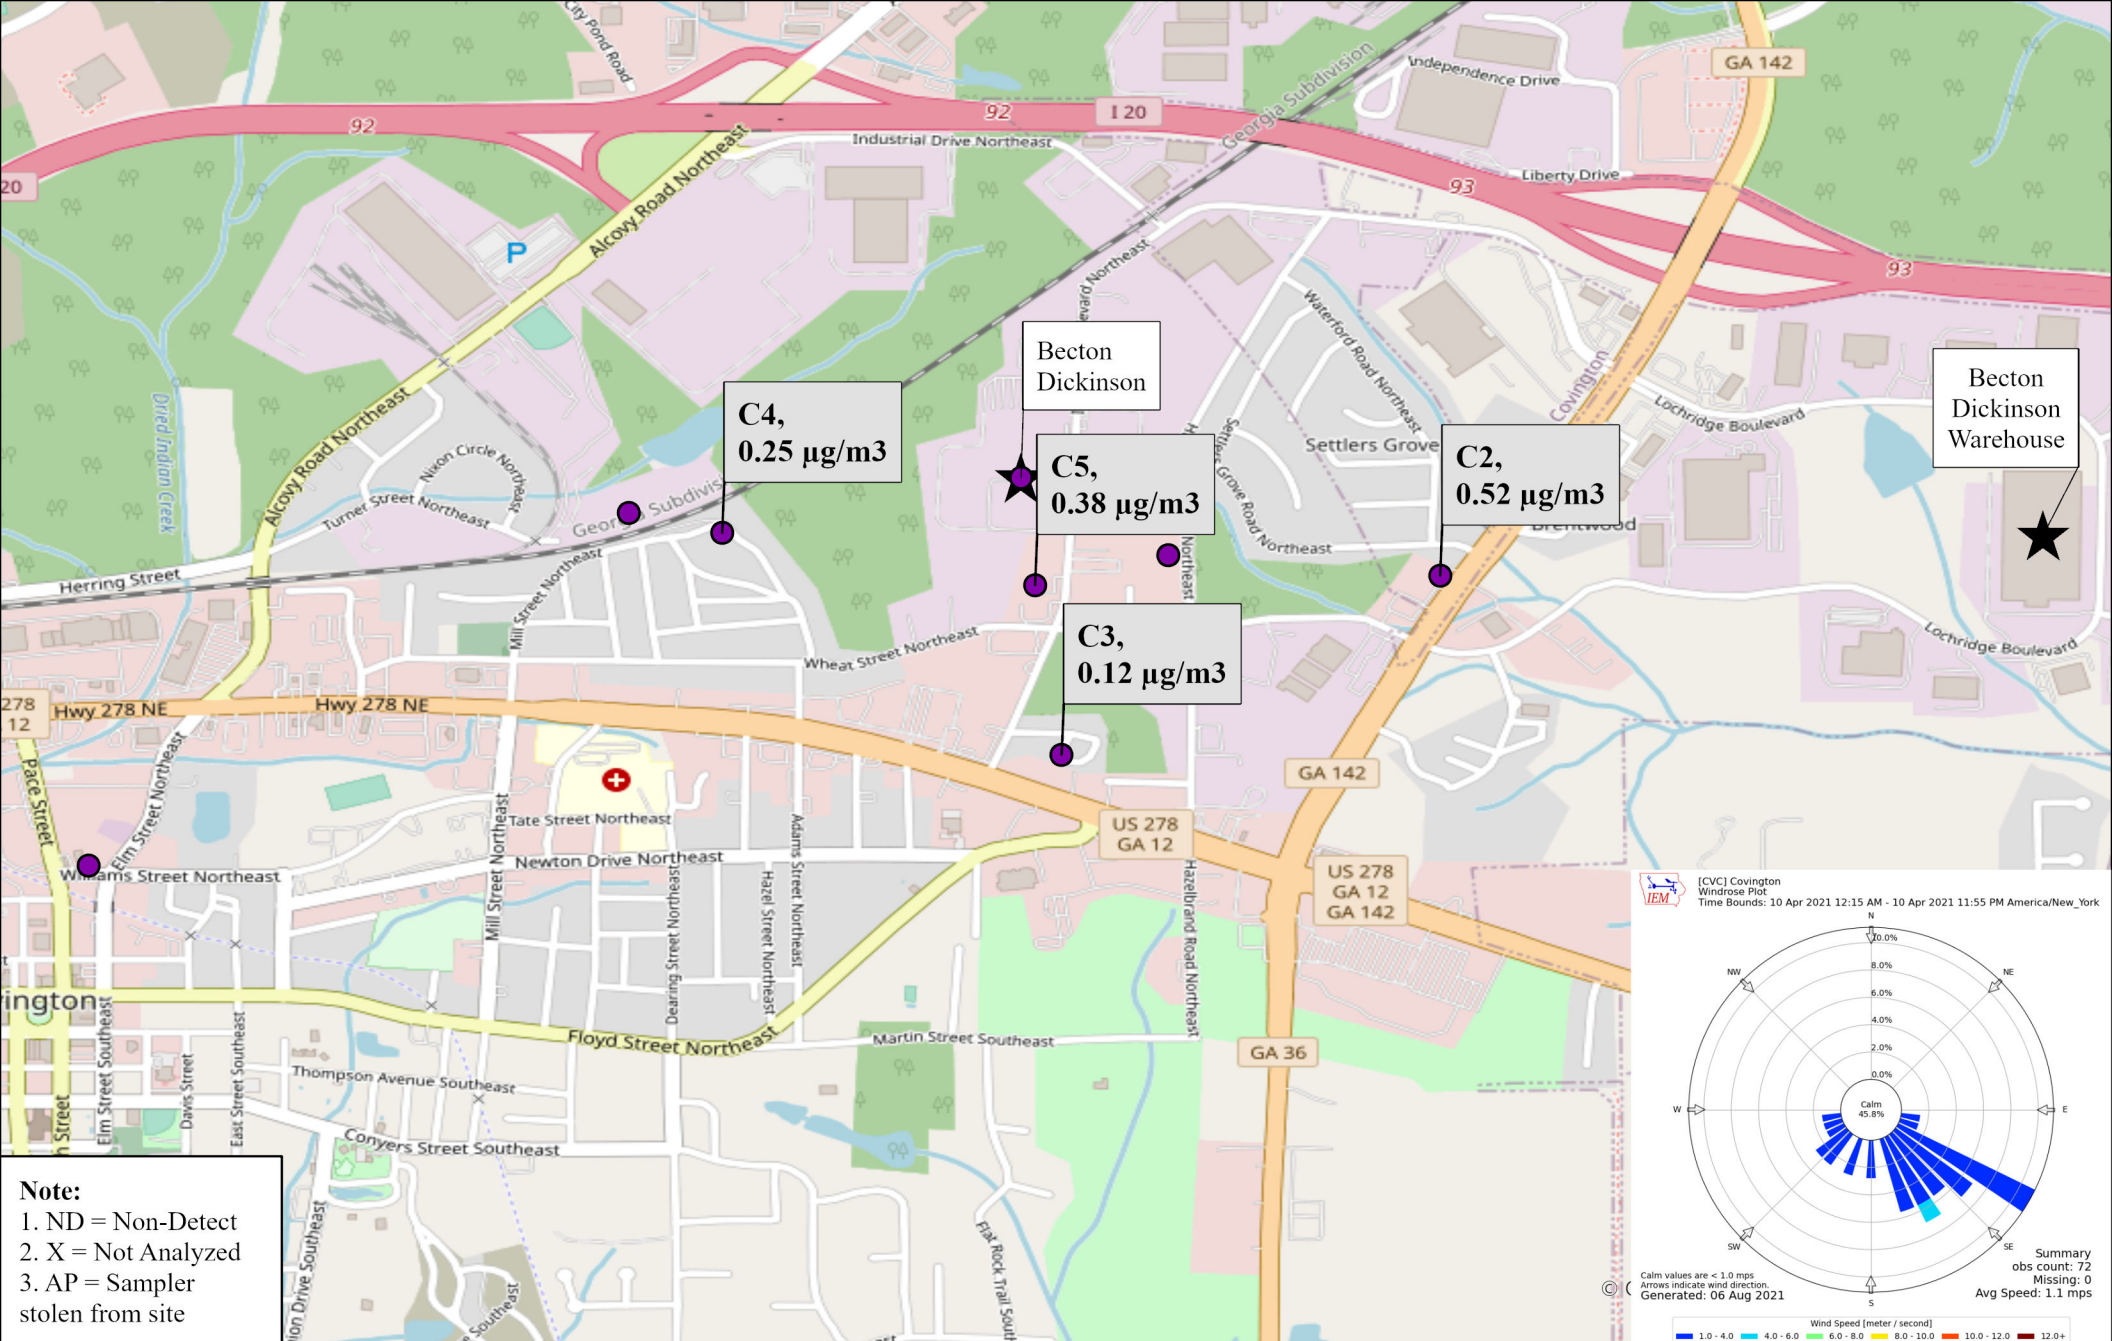 City Pond Road
Georgia Subdivision
Independence Drive
GA 142
92
92
I 20
Industrial Drive Northeast
Liberty Drive
93
20
Alcovy Road Northeast
P
93
Waterford Road Northeast
Covington
Becton
Dickinson
Becton
Dickinson
Warehouse
C4,
0.25 µg/m3
Dried Indian Creek
Alcovy Road Northeast
Nixon Circle Northeast
Turner Street Northeast
Lochridge Boulevard
Settlers Grove
Settlers Grove Road Northeast
C5,
0.38 µg/m3
C2,
0.52 µg/m3
Brentwood
Herring Street
Mill Street Northeast
Northeast
C3,
0.12 µg/m3
Wheat Street Northeast
Lochridge Boulevard
278
12
Hwy 278 NE
Hwy 278 NE
Pace Street
Elm Street Northeast
GA 142
Tate Street Northeast
US 278
GA 12
Newton Drive Northeast
Williams Street Northeast
Mill Street Northeast
Adams Street Northeast
Hazel Street Northeast
Dearing Street Northeast
Hazelbrand Road Northeast
US 278
GA 12
GA 142
Floyd Street Northeast
Martin Street Southeast
GA 36
Thompson Avenue Southeast
Elm Street Southeast
Davis Street
East Street Southeast
Conyers Street Southeast
Flat Rock Trail South
Note:
1. ND = Non-Detect
2. X = Not Analyzed
3. AP = Sampler
stolen from site
IEM
[CVC] Covington
Windrose Plot
Time Bounds: 10 Apr 2021 12:15 AM - 10 Apr 2021 11:55 PM America/New_York
N
10.0%
8.0%
NW
NE
6.0%
4.0%
2.0%
0.0%
Calm
45.8%
W
E
SW
SE
S
Summary
obs count: 72
Missing: 0
Avg Speed: 1.1 mps
Calm values are < 1.0 mps
Arrows indicate wind direction.
Generated: 06 Aug 2021
Wind Speed [meter / second]
1.0 - 4.0 4.0 - 6.0 6.0 - 8.0 8.0 - 10.0 10.0 - 12.0 12.0+